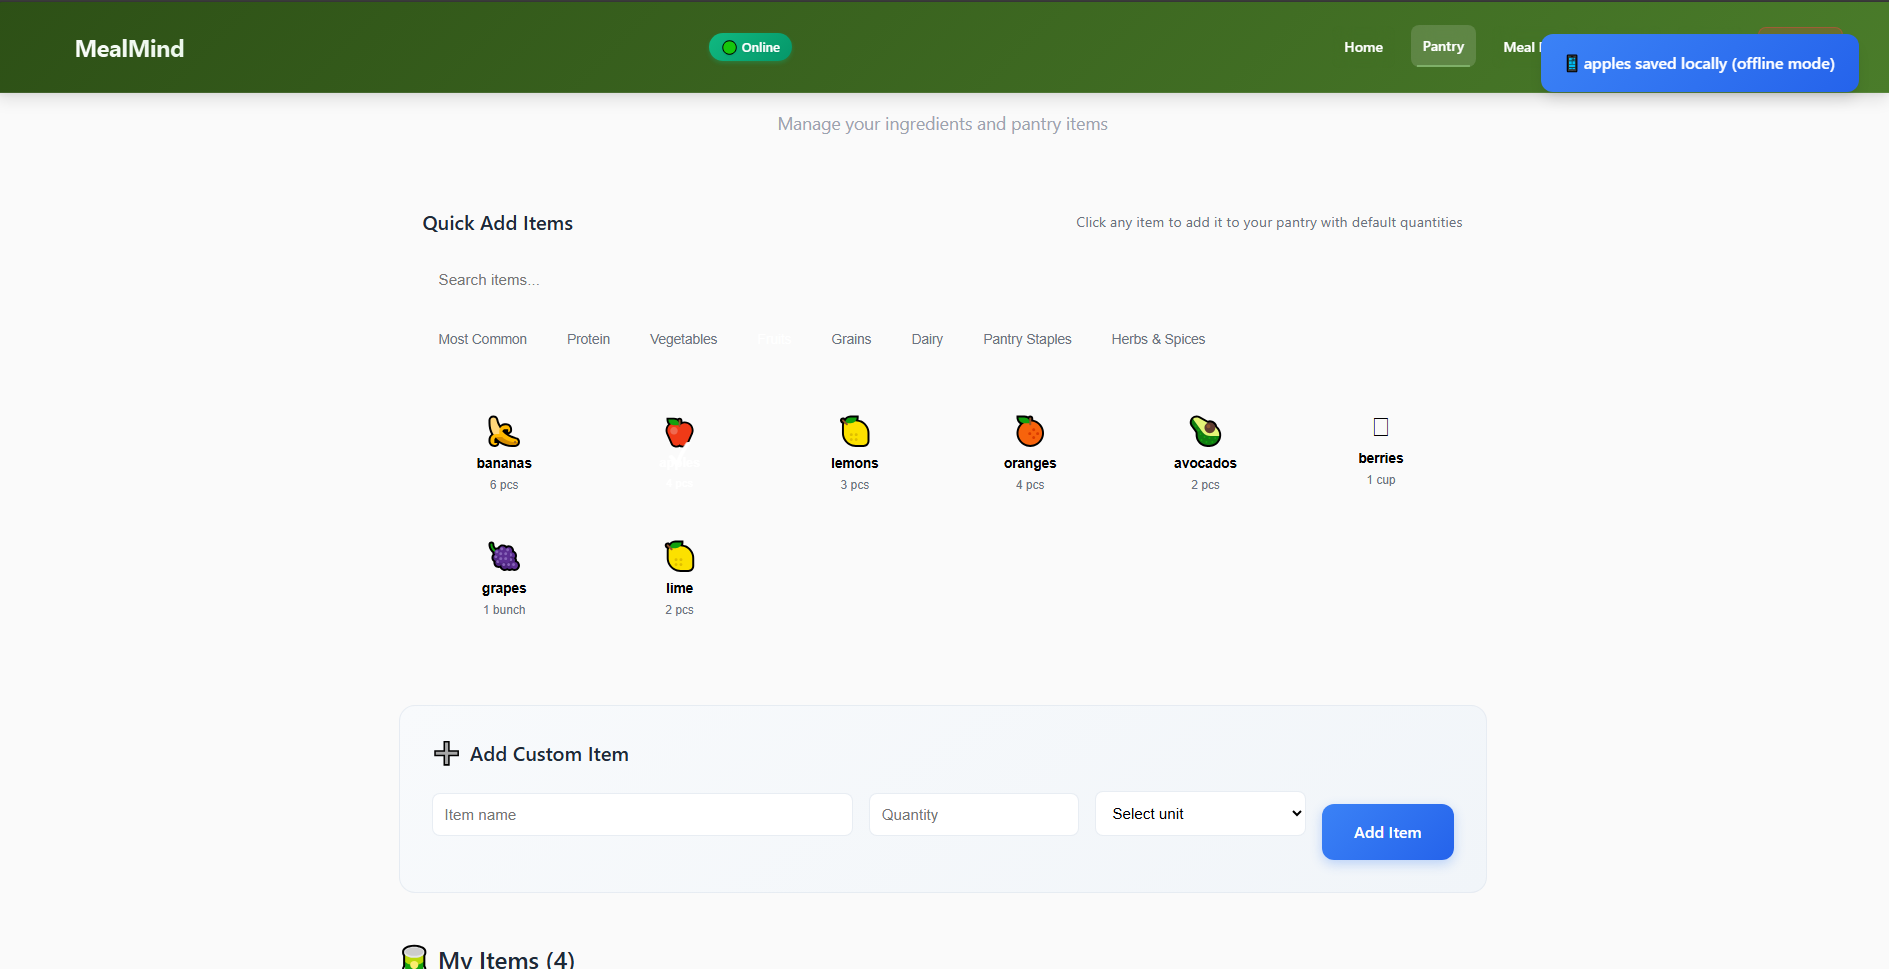 MealMind
Online
Home
Pantry
Meal
apples saved locally (offline mode)
Manage your ingredients and pantry items
Quick Add Items
Click any item to add it to your pantry with default quantities
Search items...
Most Common
Protein
Vegetables
Fruits
Grains
Dairy
Pantry Staples
Herbs & Spices
bananas
6 pcs
apples
lemons
3 pcs
oranges
4 pcs
avocados
2 pcs
berries
1 cup
grapes
1 bunch
lime
2 pcs
Add Custom Item
Item name
Quantity
Select unit
Add Item
My Items (4)